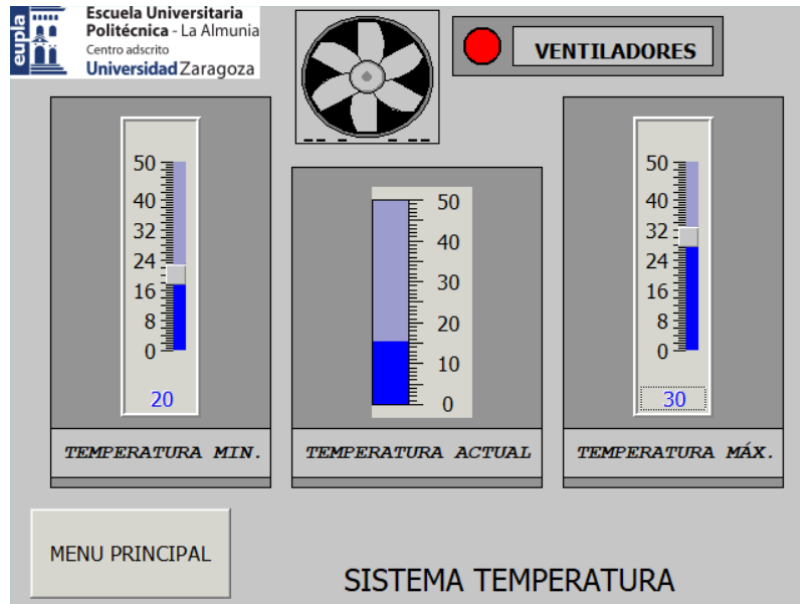 eupla
Escuela Universitaria
Politécnica - La Almunia
Centro adscrito
Universidad Zaragoza
VENTILADORES
50
40
32
24
16
8
0
20
TEMPERATURA MIN.
50
40
30
20
10
0
TEMPERATURA ACTUAL
50
40
32
24
16
8
0
30
TEMPERATURA MÁX.
MENU PRINCIPAL
SISTEMA TEMPERATURA